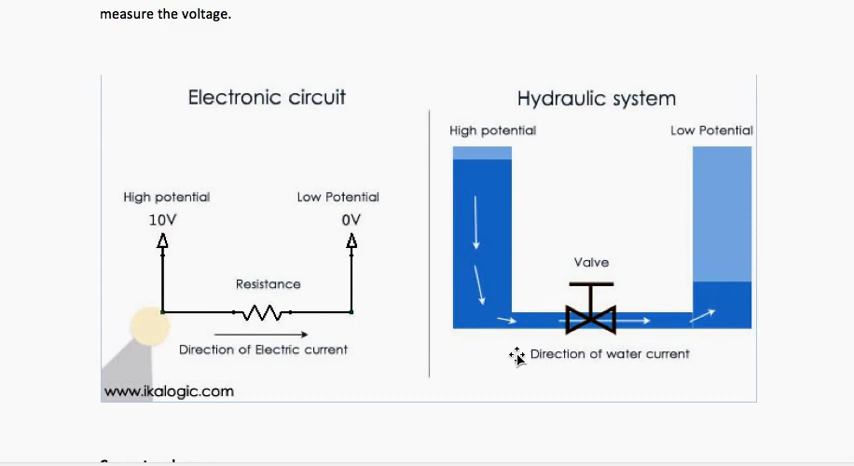 measure the voltage.
Electronic circuit
Hydraulic system
High potential
Low Potential
High potential
Low Potential
10V
0V
Valve
Resistance
Direction of Electric current
Direction of water current
www.ikalogic.com